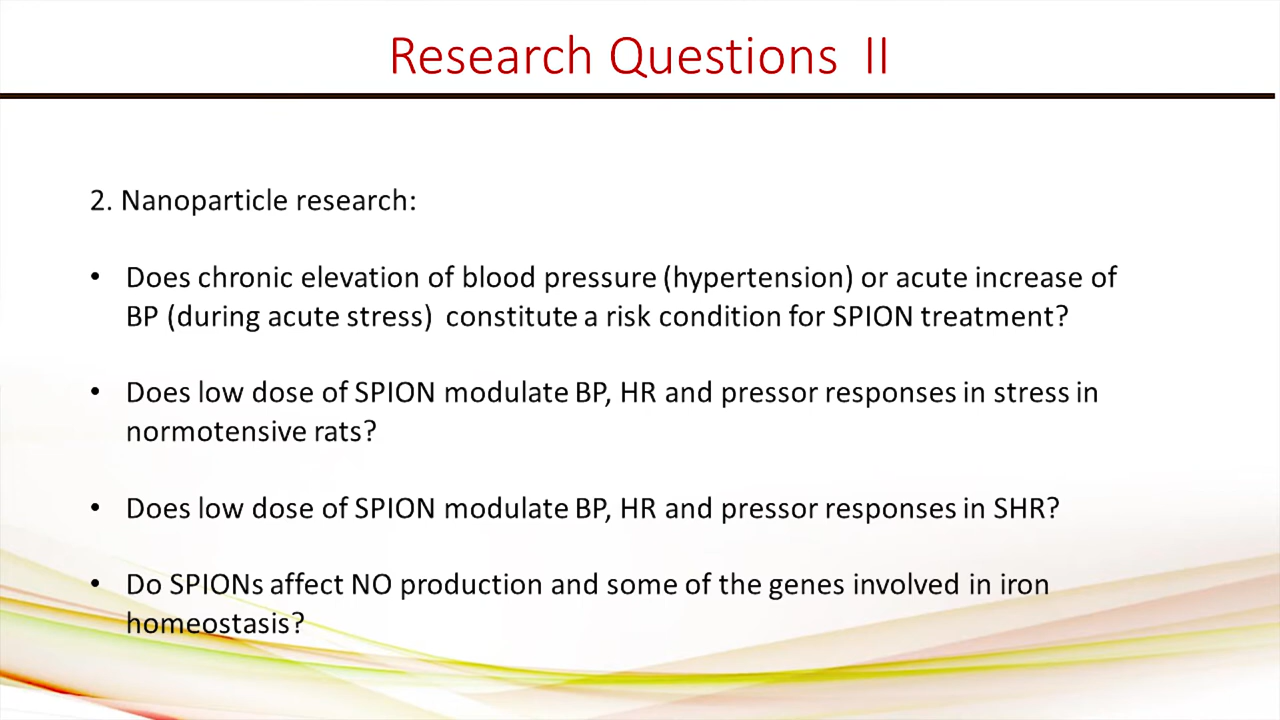 Research Questions II
2. Nanoparticle research:
• Does chronic elevation of blood pressure (hypertension) or acute increase of
BP (during acute stress) constitute a risk condition for SPION treatment?
• Does low dose of SPION modulate BP, HR and pressor responses in stress in
normotensive rats?
• Does low dose of SPION modulate BP, HR and pressor responses in SHR?
• Do SPIONs affect NO production and some of the genes involved in iron
homeostasis?